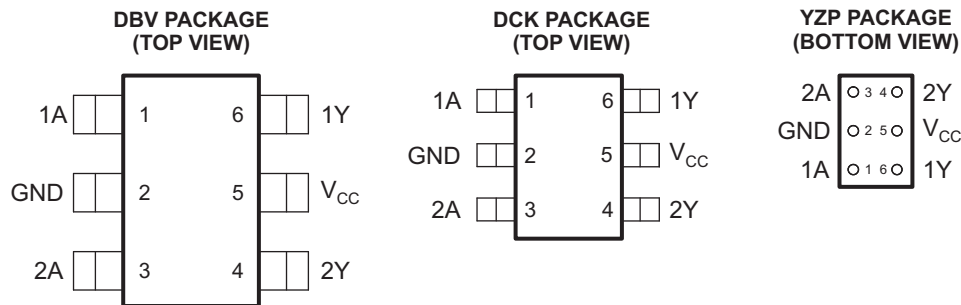 DBV PACKAGE
(TOP VIEW)
1A 1 6 1Y
GND 2 5 VCC
2A 3 4 2Y
DCK PACKAGE
(TOP VIEW)
1A 1 6 1Y
GND 2 5 VCC
2A 3 4 2Y
YZP PACKAGE
(BOTTOM VIEW)
2A 3 4 2Y
GND 2 5 VCC
1A 1 6 1Y